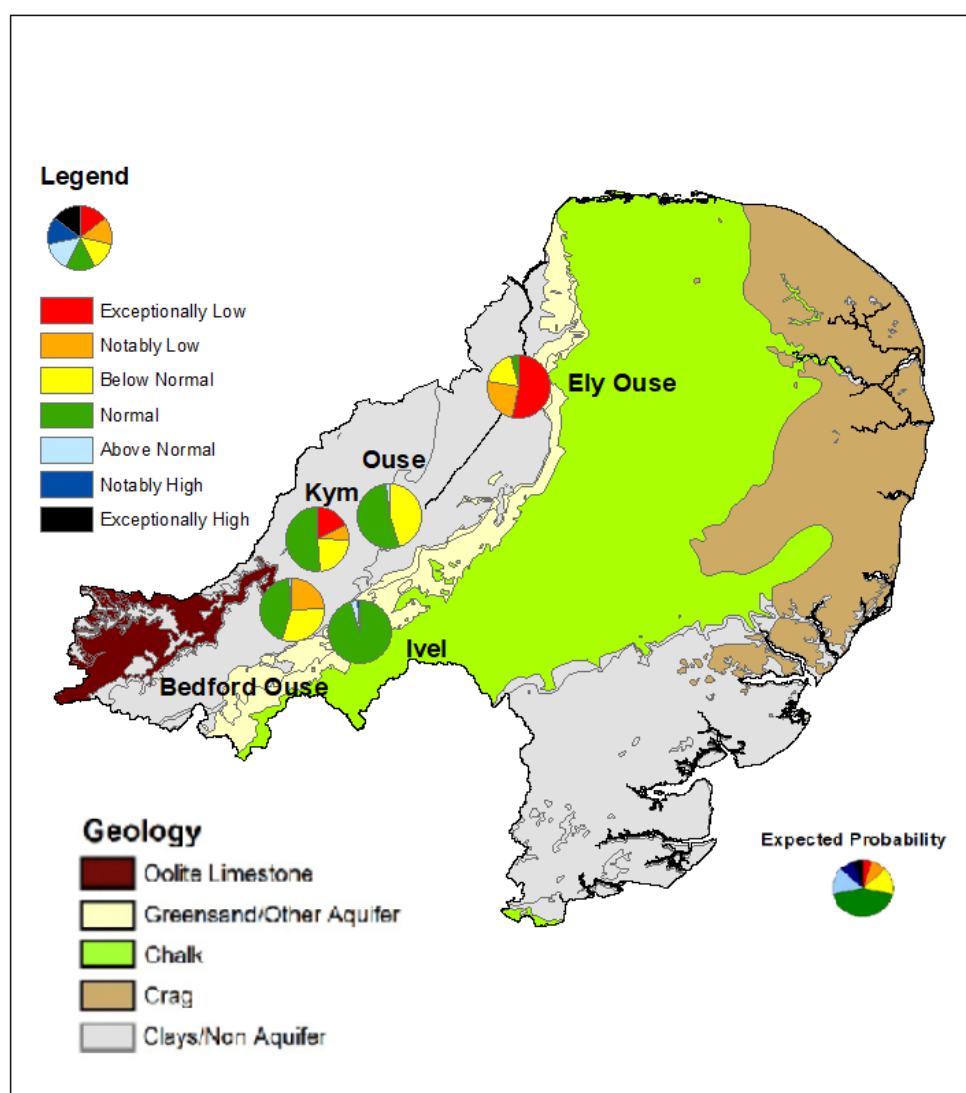 Legend
Exceptionally Low
Notably Low
Below Normal
Normal
Above Normal
Notably High
Exceptionally High
Ely Ouse
Ouse
Kym
Ivel
Bedford Ouse
Geology
Oolite Limestone
Greensand/Other Aquifer
Chalk
Crag
Clays/Non Aquifer
Expected Probability